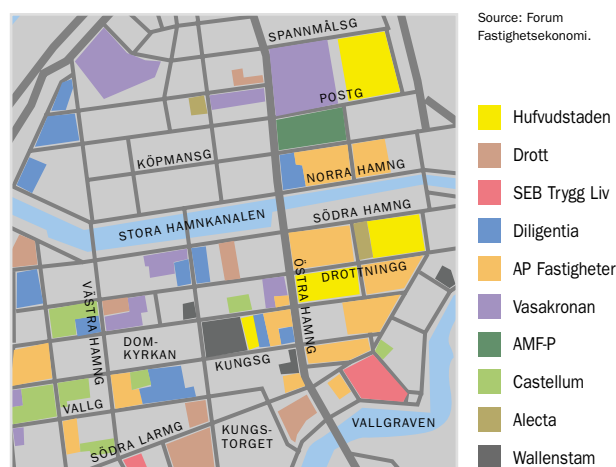 Source: Forum
Fastighetsekonomi.
SPANNMÅLSG
POSTG
KÖPMANSG
NORRA HAMNG
STORA HAMNKANALEN
SÖDRA HAMNG
DROTTNINGG
ÖSTRA HAMNG
VÄSTRA HAMNG
DOM-
KYRKAN
KUNGSG
VALLG
SÖDRA LARMG
KUNGS-
TORGET
VALLGRAVEN
Hufvudstaden
Drott
SEB Trygg Liv
Diligentia
AP Fastigheter
Vasakronan
AMF-P
Castellum
Alecta
Wallenstam